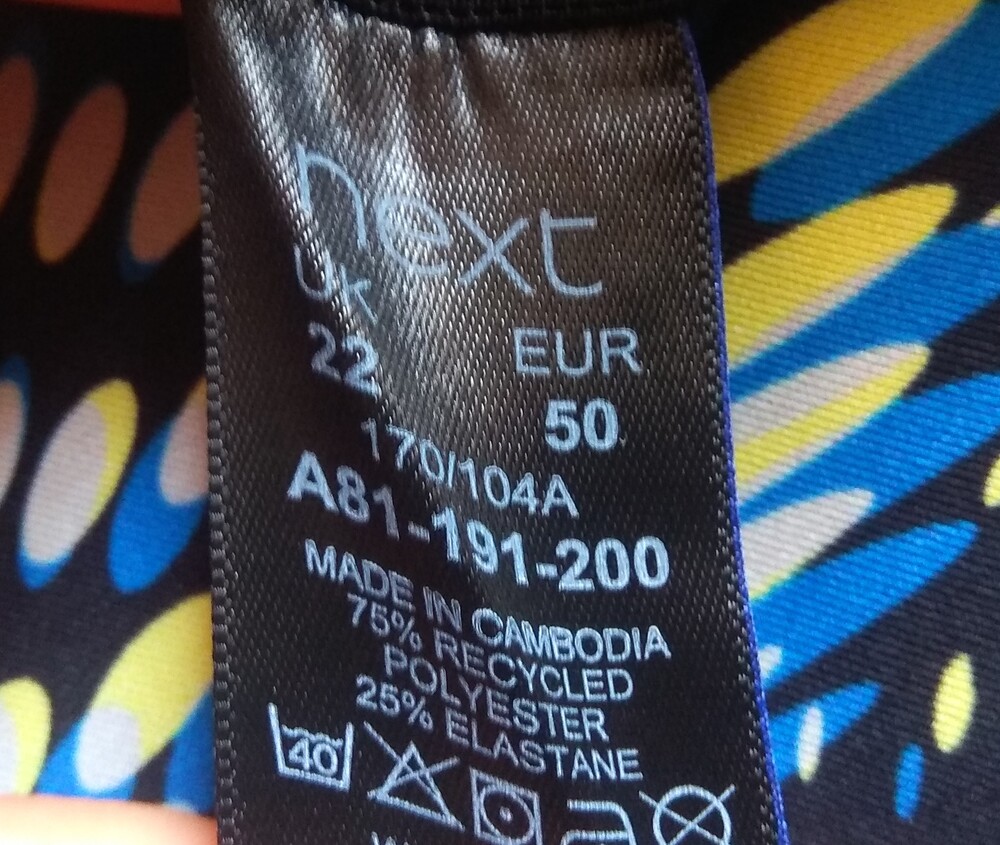 next
UK EUR
22 50
170/104A
A81-191-200
MADE IN CAMBODIA
75% RECYCLED
POLYESTER
25% ELASTANE
40